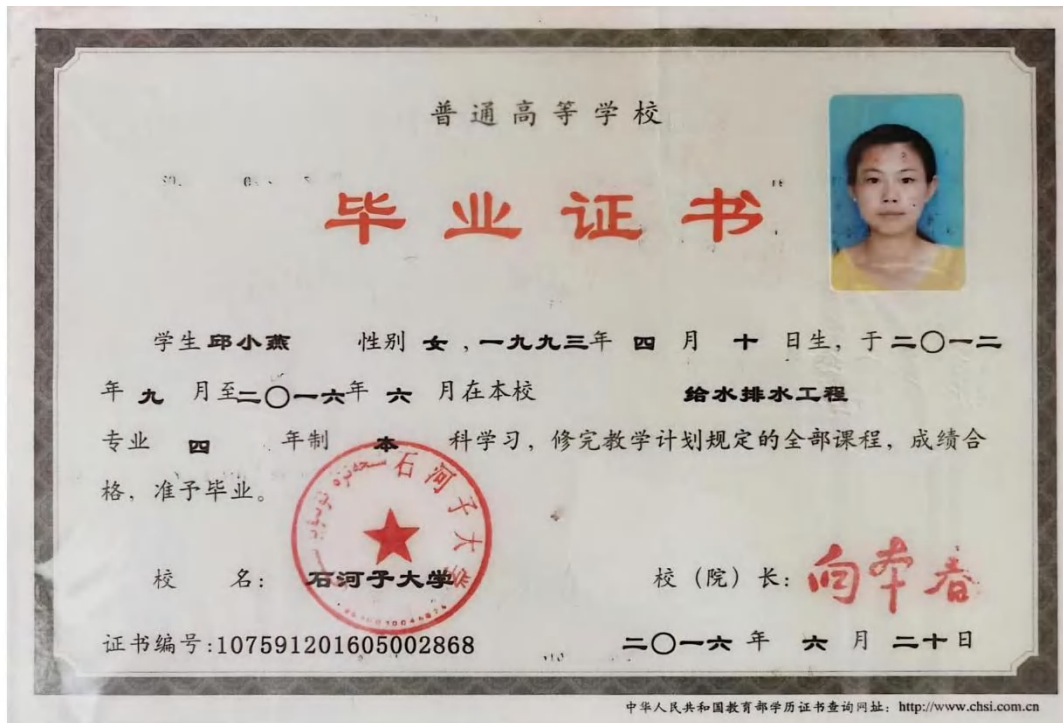 普通高等学校
毕业证书
学生邱小燕 性别 女，一九九三年 四 月 十 日生，于二〇一二
年 九 月至二〇一六年 六 月在本校 给水排水工程
专业 四 年制 本 科学习，修完教学计划规定的全部课程，成绩合
格，准予毕业。
石河子大学
校 名： 石河子大学 校（院）长：向本春
证书编号:107591201605002868 二〇一六年 六 月 二十日
中华人民共和国教育部学历证书查询网址：http://www.chsi.com.cn